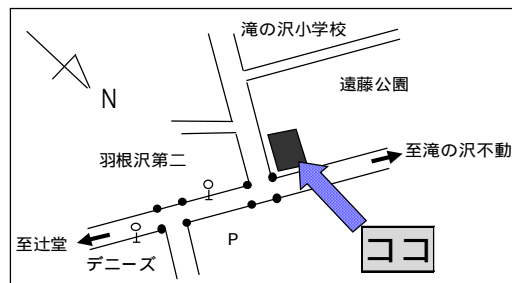 滝の沢小学校
遠藤公園
N
至滝の沢不動
羽根沢第二
P
ココ
至辻堂
デニーズ